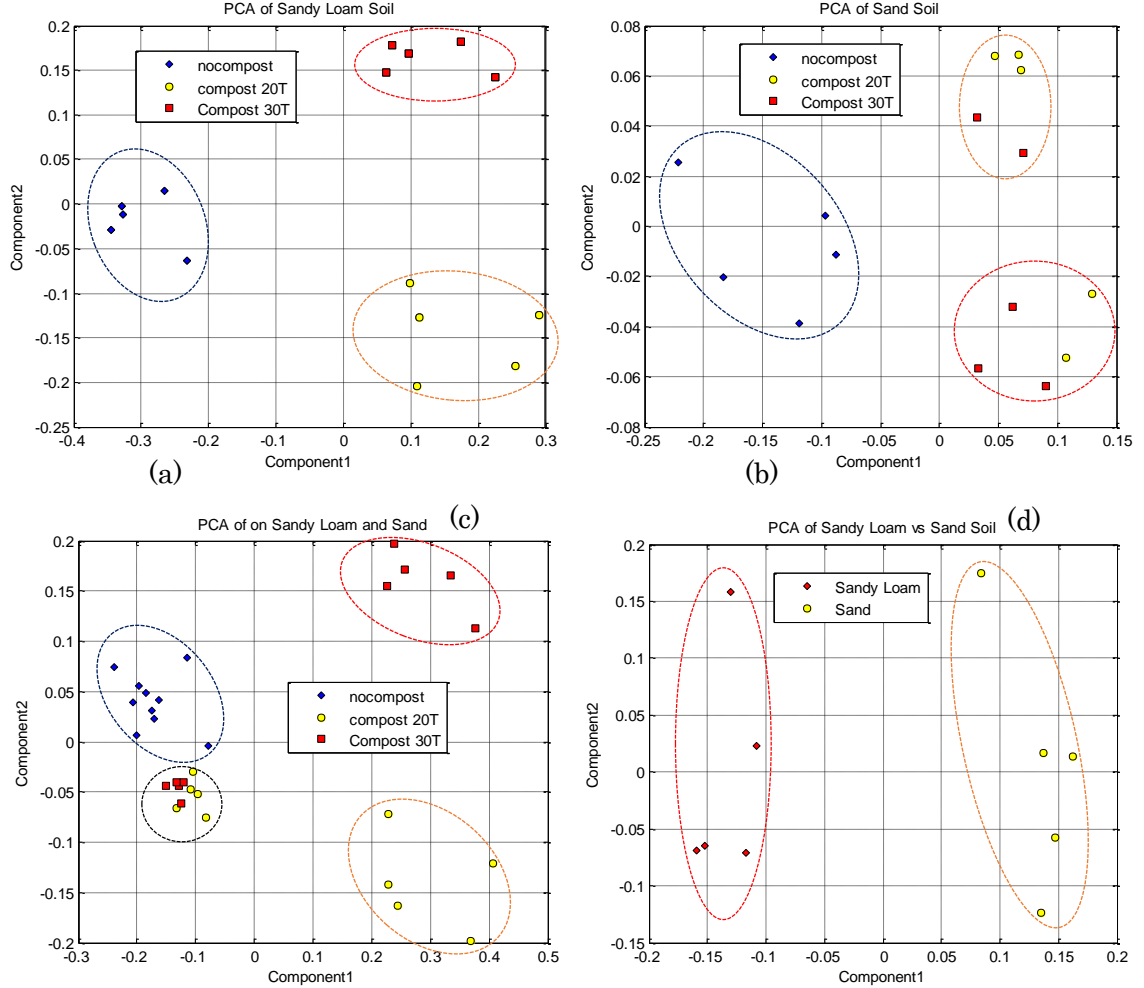 PCA of Sandy Loam Soil
0.2
0.15
0.1
0.05
0
-0.05
-0.1
-0.15
-0.2
-0.25
Component2
nocompost
compost 20T
Compost 30T
-0.4 -0.3 -0.2 -0.1 0 0.1 0.2 0.3
Component1
(a)
PCA of Sand Soil
0.08
0.06
0.04
0.02
0
-0.02
-0.04
-0.06
-0.08
Component2
nocompost
compost 20T
Compost 30T
-0.25 -0.2 -0.15 -0.1 -0.05 0 0.05 0.1 0.15
Component1
(b)
(c)
PCA of on Sandy Loam and Sand
0.2
0.15
0.1
0.05
0
-0.05
-0.1
-0.15
-0.2
Component2
nocompost
compost 20T
Compost 30T
-0.3 -0.2 -0.1 0 0.1 0.2 0.3 0.4 0.5
Component1
(d)
PCA of Sandy Loam vs Sand Soil
0.2
0.15
0.1
0.05
0
-0.05
-0.1
-0.15
Component2
Sandy Loam
Sand
-0.2 -0.15 -0.1 -0.05 0 0.05 0.1 0.15 0.2
Component1